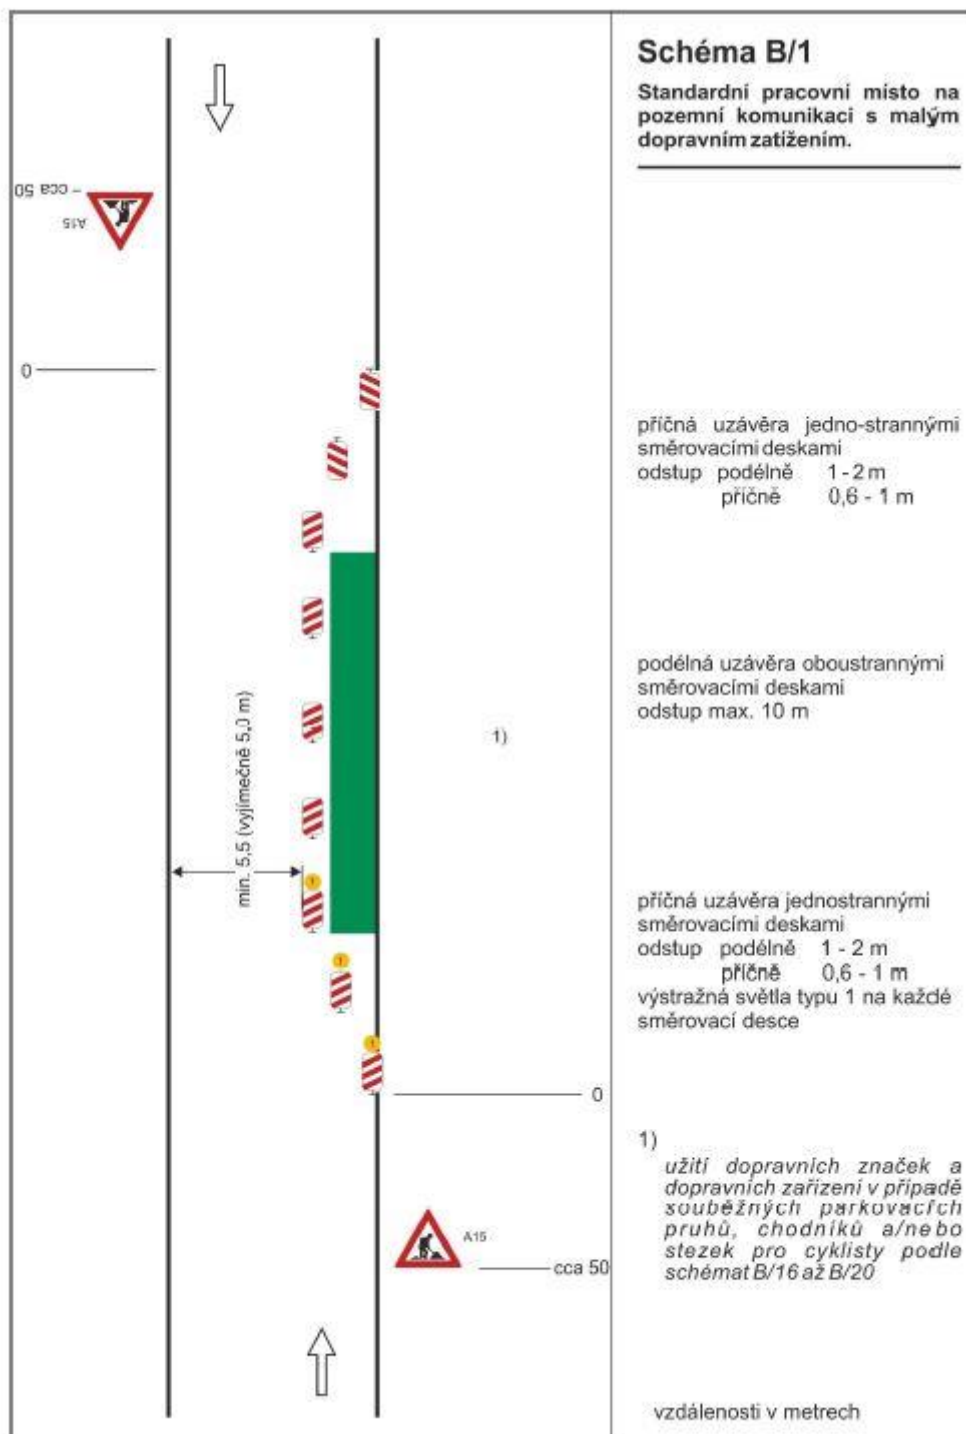 Schéma B/1
Standardní pracovní místo na
pozemní komunikaci s malým
dopravním zatížením.
– cca 50
A15
0
příčná uzávěra jedno-strannými
směrovacími deskami
odstup podélně 1 - 2 m
příčně 0,6 - 1 m
podélná uzávěra oboustrannými
směrovacími deskami
odstup max. 10 m
min. 5,5 (vyjímečně 5,0 m)
1)
1
1
1
příčná uzávěra jednostrannými
směrovacími deskami
odstup podélně 1 - 2 m
příčně 0,6 - 1 m
výstražná světla typu 1 na každé
směrovací desce
0
A15
cca 50
1)
užití dopravních značek a
dopravních zařízení v případě
souběžných parkovacích
pruhů, chodníků a/nebo
stezek pro cyklisty podle
schémat B/16 až B/20
vzdálenosti v metrech